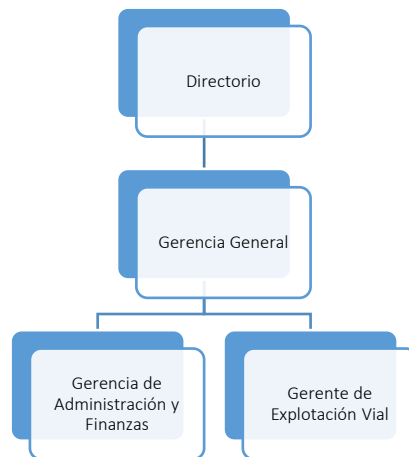 Directorio
Gerencia General
Gerencia de
Administración y
Finanzas
Gerente de
Explotación Vial